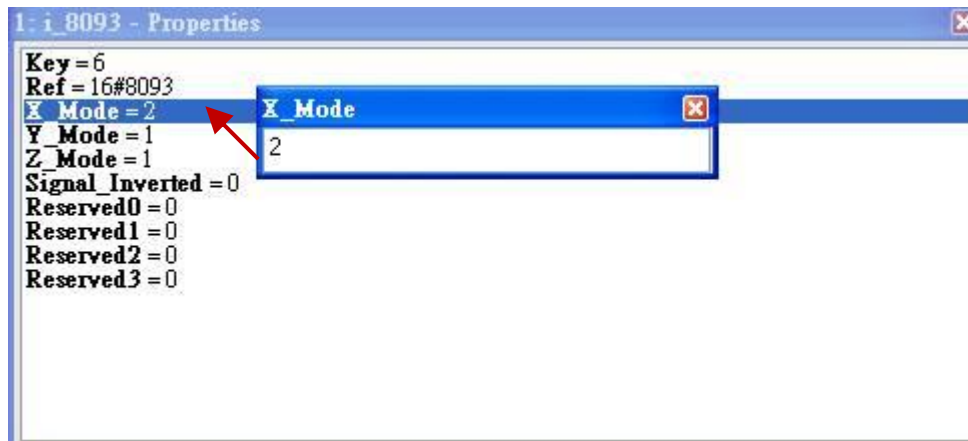 1: i_8093 - Properties
Key = 6
Ref = 16#8093
X_Mode = 2
Y_Mode = 1
Z_Mode = 1
Signal_Inverted = 0
Reserved0 = 0
Reserved1 = 0
Reserved2 = 0
Reserved3 = 0
X_Mode
2